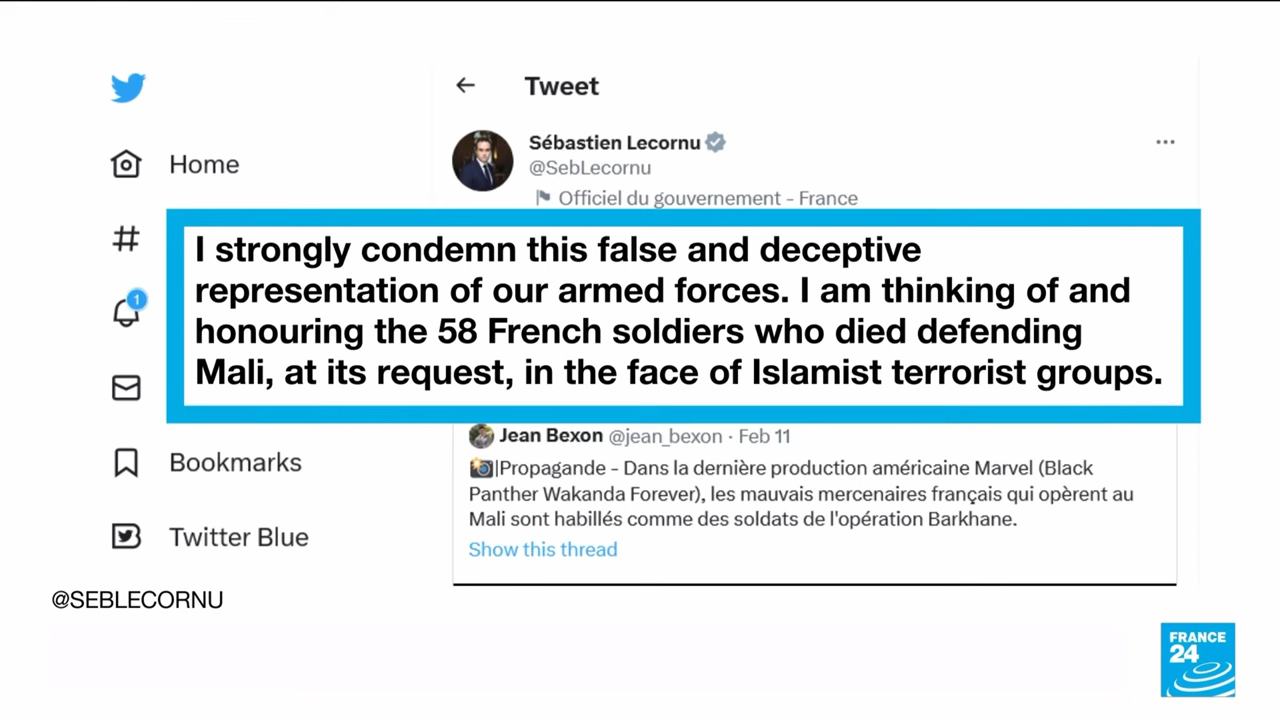 Tweet
Home
Sébastien Lecornu
@SebLecornu
Officiel du gouvernement - France
#
1
I strongly condemn this false and deceptive
representation of our armed forces. I am thinking of and
honouring the 58 French soldiers who died defending
Mali, at its request, in the face of Islamist terrorist groups.
Jean Bexon @jean_bexon · Feb 11
|Propagande - Dans la dernière production américaine Marvel (Black
Panther Wakanda Forever), les mauvais mercenaires français qui opèrent au
Mali sont habillés comme des soldats de l'opération Barkhane.
Show this thread
Bookmarks
Twitter Blue
@SEBLECORNU
FRANCE
24